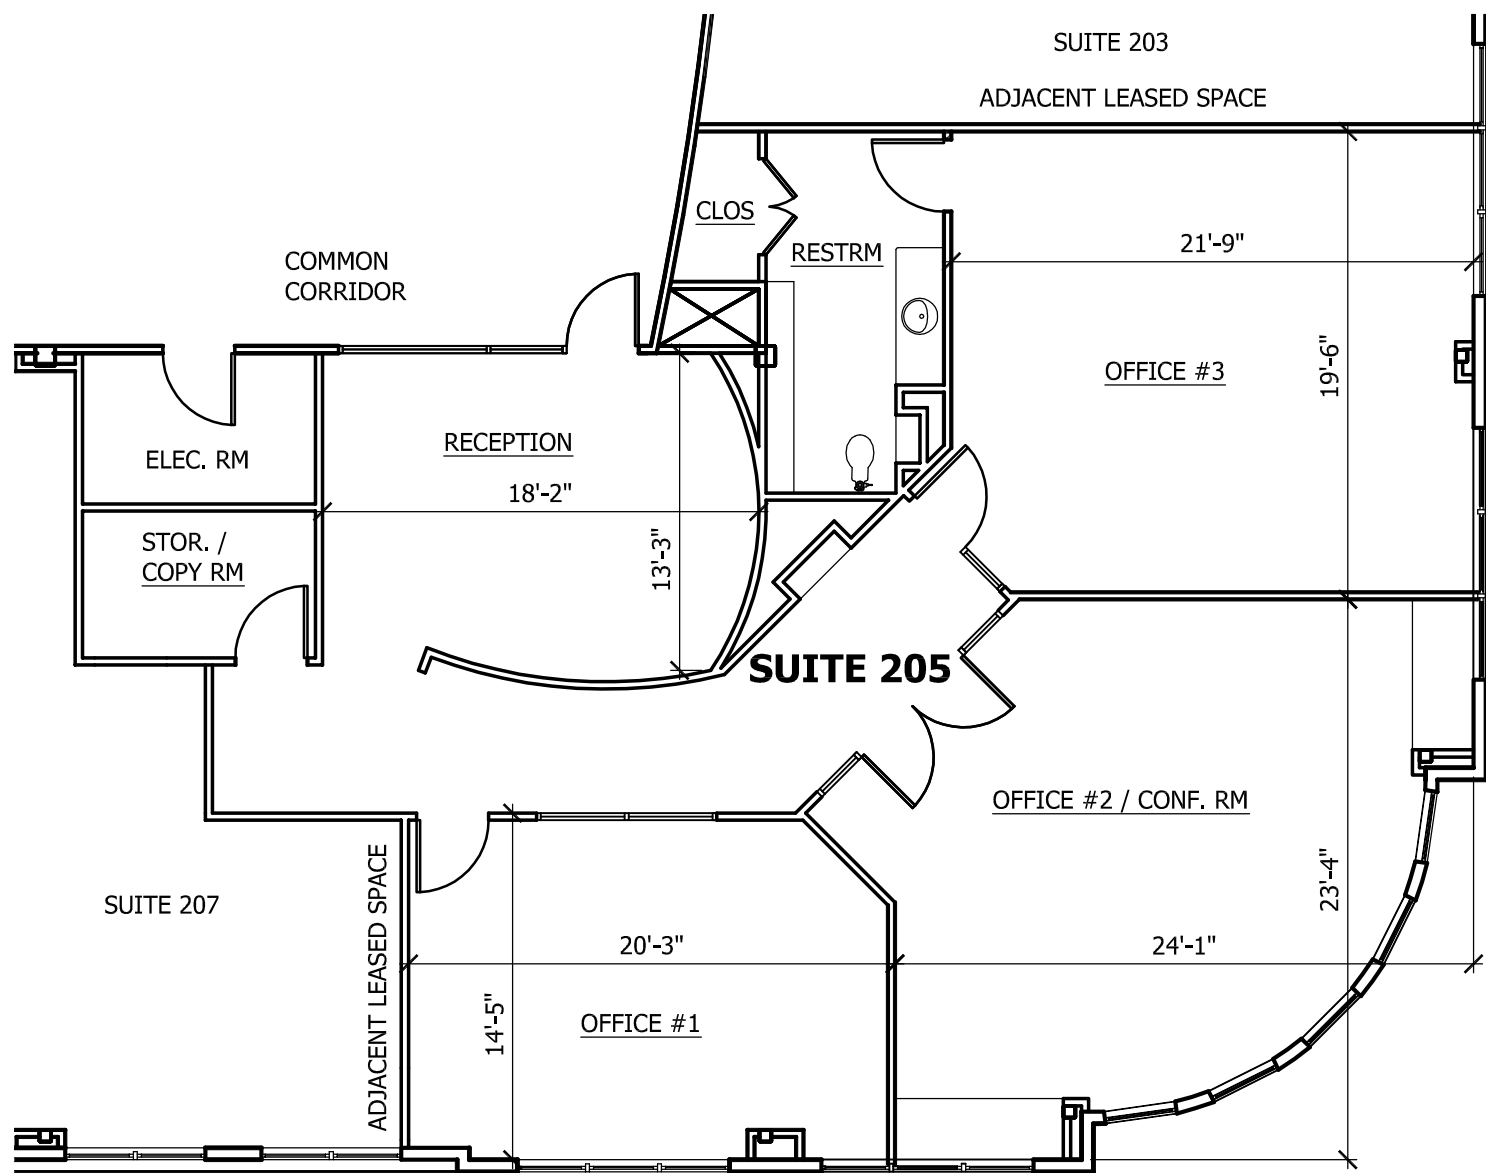 SUITE 203
ADJACENT LEASED SPACE
CLOS
RESTRM
21'-9"
COMMON
CORRIDOR
19'-6"
OFFICE #3
RECEPTION
ELEC. RM
18'-2"
STOR. /
COPY RM
13'-3"
SUITE 205
OFFICE #2 / CONF. RM
SUITE 207
ADJACENT LEASED SPACE
23'-4"
20'-3"
24'-1"
14'-5"
OFFICE #1